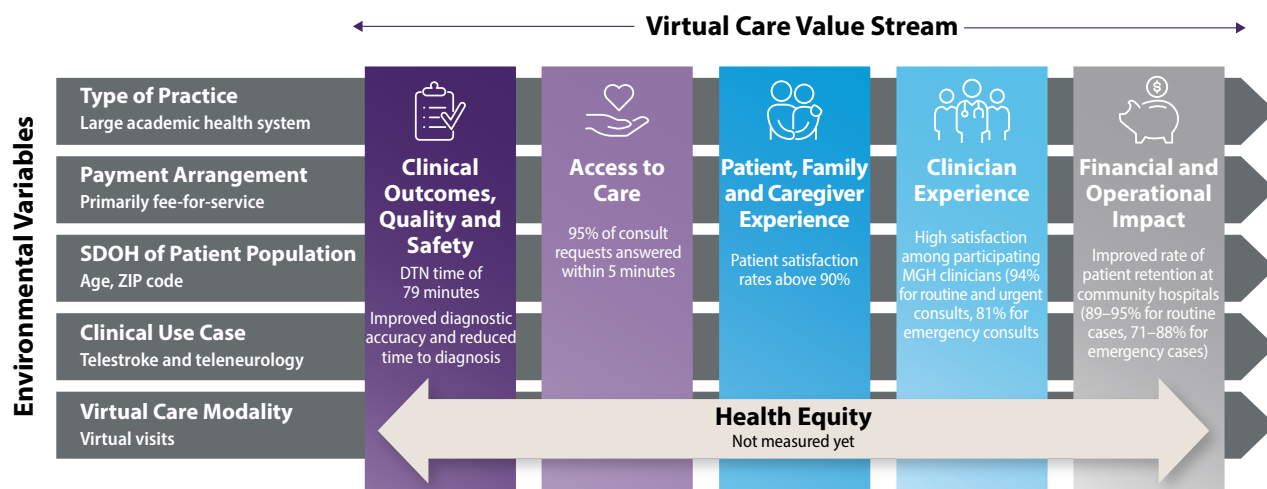 Virtual Care Value Stream
Environmental Variables
Type of Practice
Large academic health system
Payment Arrangement
Primarily fee-for-service
SDOH of Patient Population
Age, ZIP code
Clinical Use Case
Telestroke and teleneurology
Virtual Care Modality
Virtual visits
Clinical
Outcomes,
Quality and
Safety
DTN time of
79 minutes
Improved diagnostic
accuracy and reduced
time to diagnosis
Access to
Care
95% of consult
requests answered
within 5 minutes
Patient, Family
and Caregiver
Experience
Patient satisfaction
rates above 90%
Clinician
Experience
High satisfaction
among participating
MGH clinicians (94%
for routine and urgent
consults, 81% for
emergency consults
$
Financial and
Operational
Impact
Improved rate of
patient retention at
community hospitals
(89–95% for routine
cases, 71–88% for
emergency cases)
Health Equity
Not measured yet